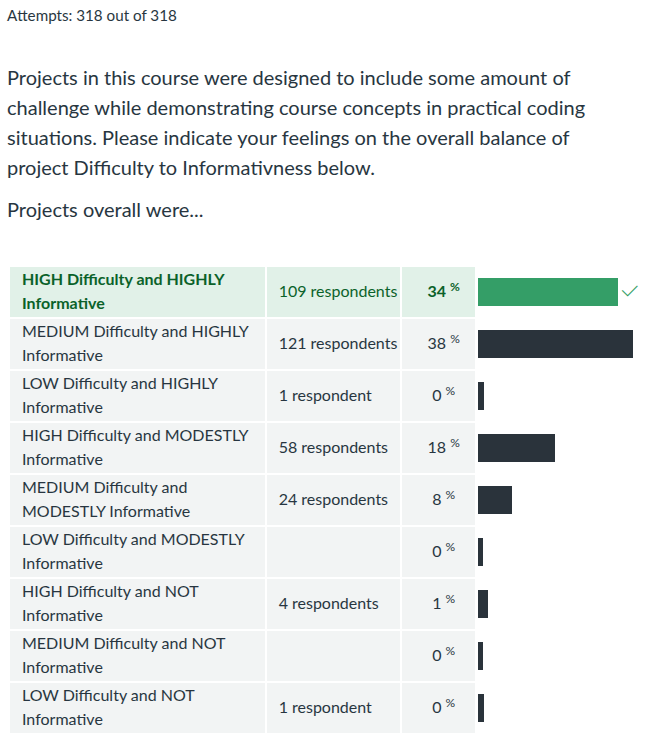 Attempts: 318 out of 318
Projects in this course were designed to include some amount of
challenge while demonstrating course concepts in practical coding
situations. Please indicate your feelings on the overall balance of
project Difficulty to Informativness below.
Projects overall were...
HIGH Difficulty and HIGHLY
Informative
109 respondents
34 %
MEDIUM Difficulty and HIGHLY
Informative
121 respondents
38 %
LOW Difficulty and HIGHLY
Informative
1 respondent
0 %
HIGH Difficulty and MODESTLY
Informative
58 respondents
18 %
MEDIUM Difficulty and
MODESTLY Informative
24 respondents
8 %
LOW Difficulty and MODESTLY
Informative
0 %
HIGH Difficulty and NOT
Informative
4 respondents
1 %
MEDIUM Difficulty and NOT
Informative
0 %
LOW Difficulty and NOT
Informative
1 respondent
0 %